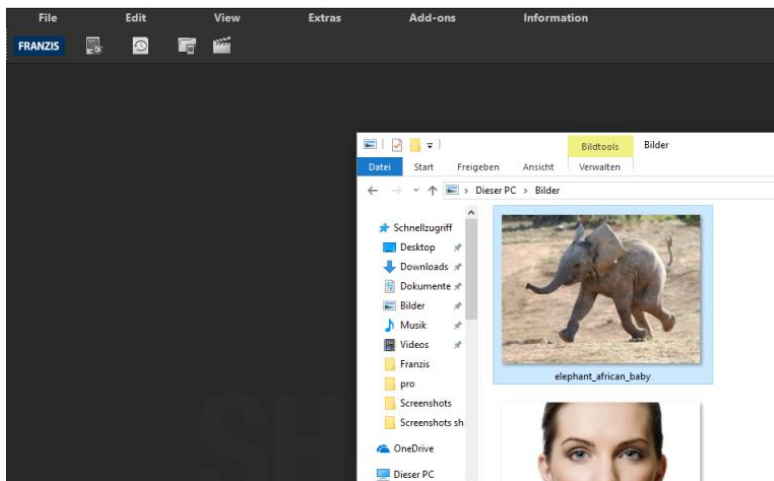 File Edit View Extras Add-ons Information
FRANZIS
Bildtools Bilder
Datei Start Freigeben Ansicht Verwalten
Dieser PC > Bilder
Schnellzugriff
Desktop
Downloads
Dokumente
Bilder
Musik
Videos
Franzis
pro
Screenshots
Screenshots sh
OneDrive
Dieser PC
elephant_african_baby
SH